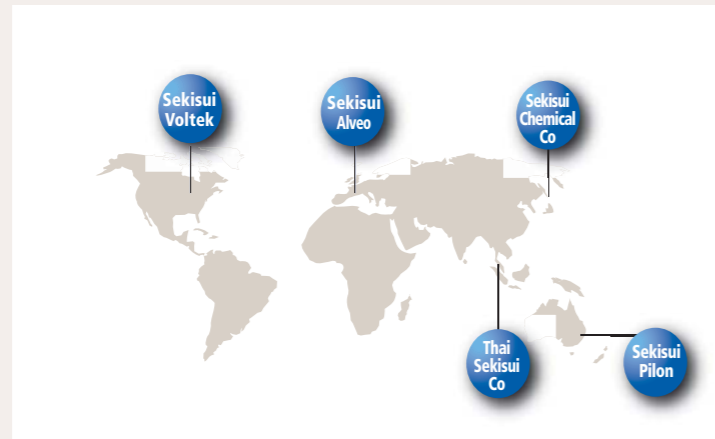 Sekisui
Voltek
Sekisui
Alveo
Sekisui
Chemical
Co
Thai
Sekisui
Co
Sekisui
Pilon